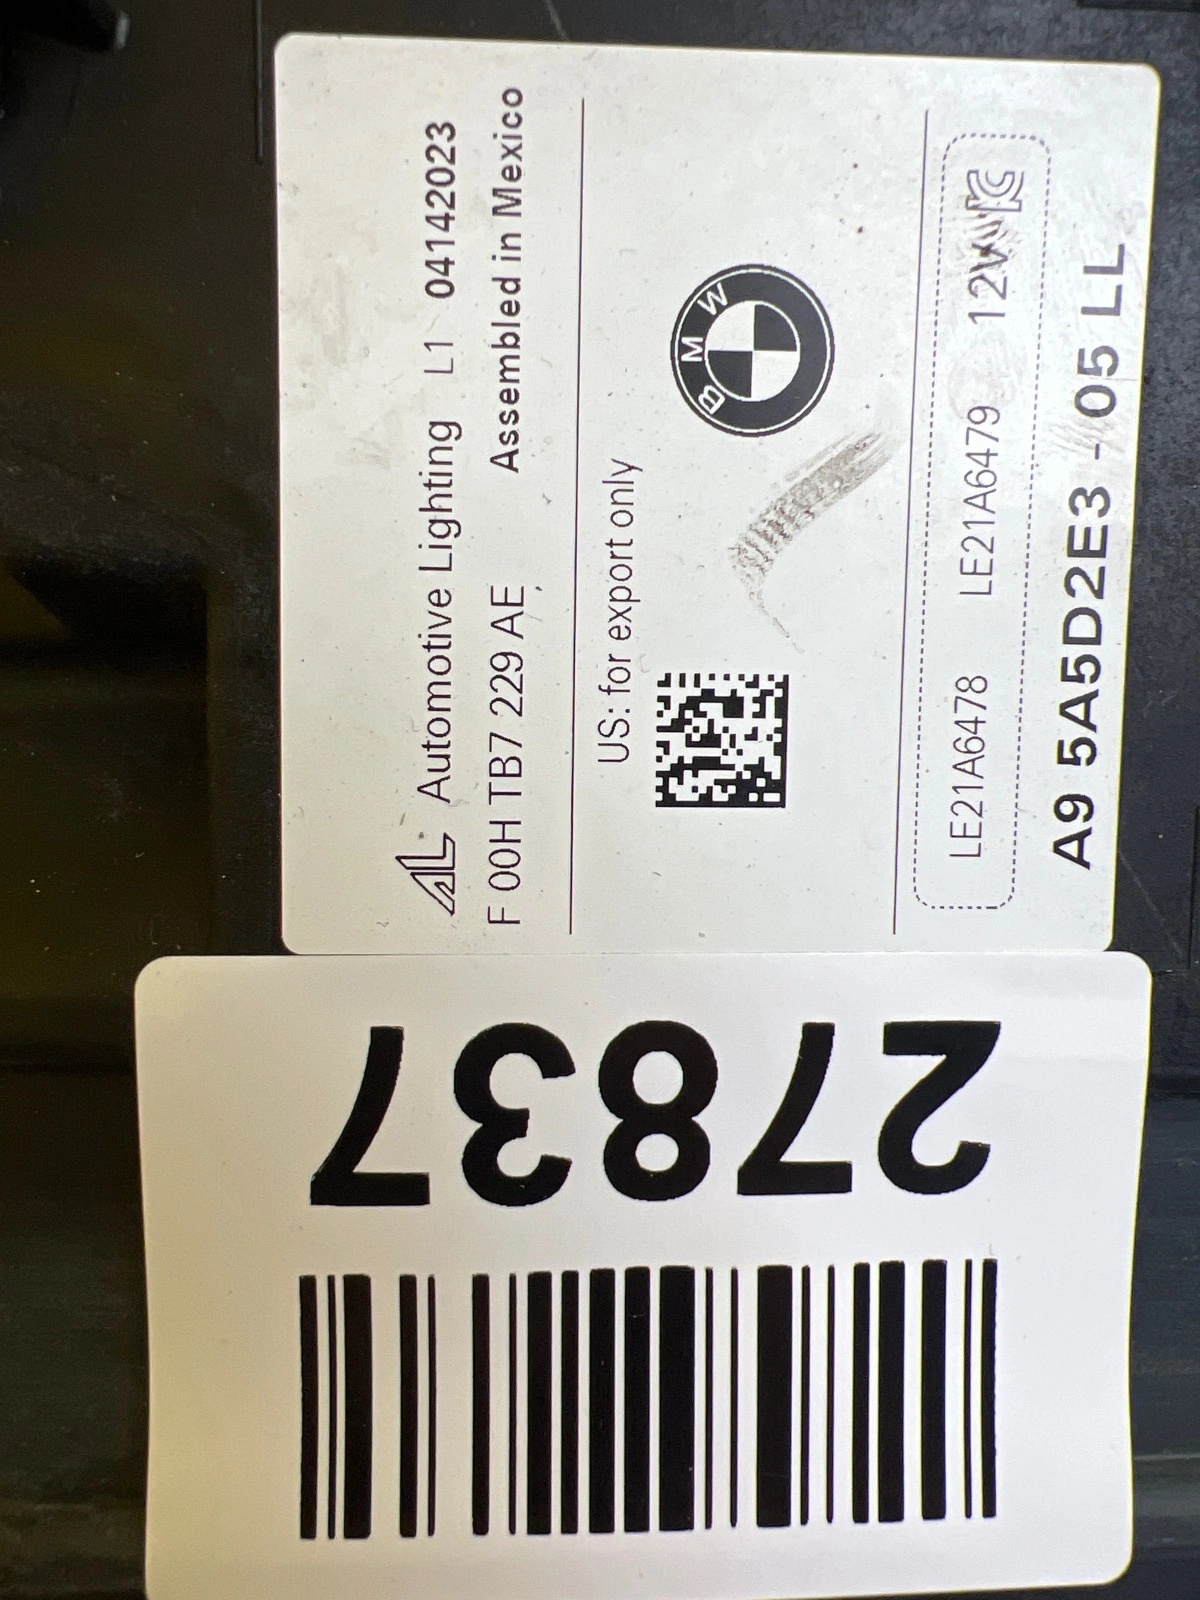 AL Automotive Lighting L1 04142023
F 00H TB7 229 AE Assembled in Mexico
US: for export only
BMW
LE21A6478 LE21A6479 12V
A9 5A5D2E3 - 05 LL
27837